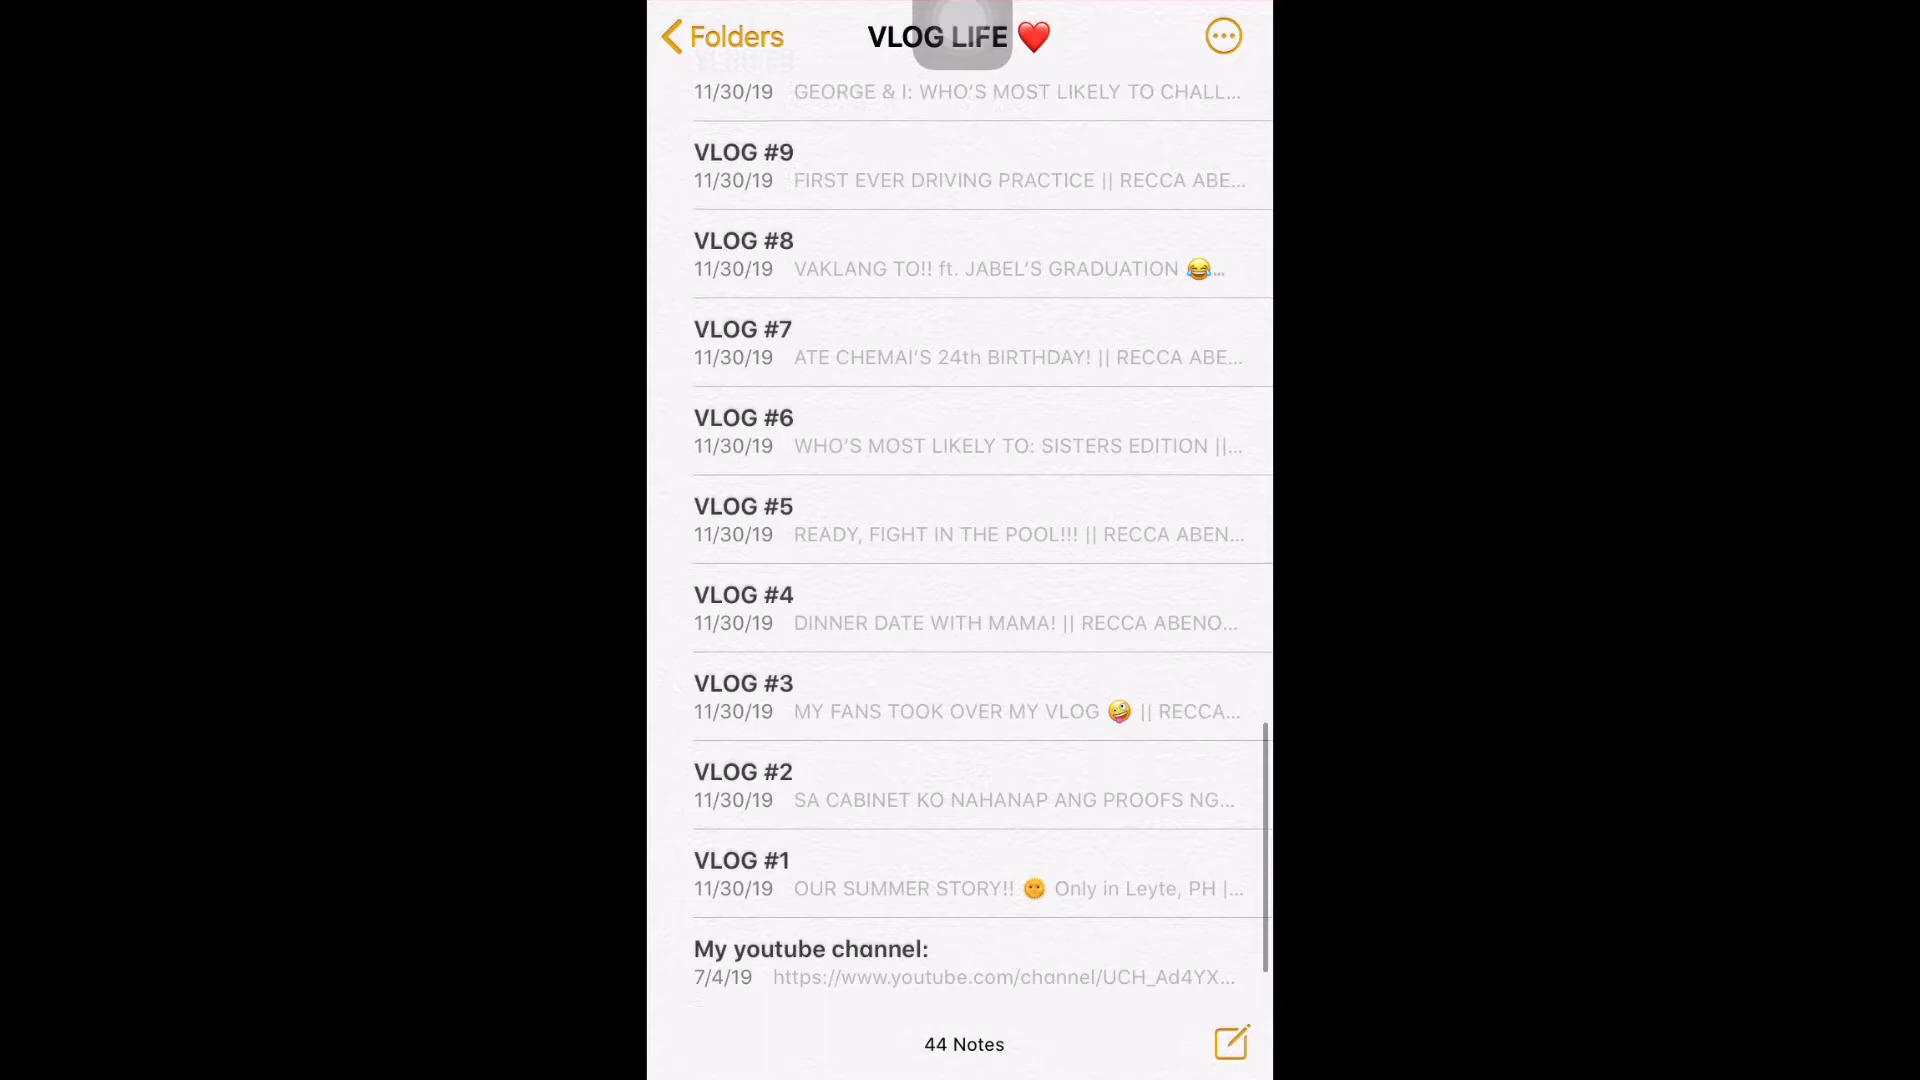 Folders
VLOG LIFE ❤️
11/30/19 GEORGE & I: WHO'S MOST LIKELY TO CHALL...
VLOG #9
11/30/19 FIRST EVER DRIVING PRACTICE || RECCA ABE...
VLOG #8
11/30/19 VAKLANG TO!! ft. JABEL'S GRADUATION 😂...
VLOG #7
11/30/19 ATE CHEMAI'S 24th BIRTHDAY! || RECCA ABE...
VLOG #6
11/30/19 WHO'S MOST LIKELY TO: SISTERS EDITION ||...
VLOG #5
11/30/19 READY, FIGHT IN THE POOL!!! || RECCA ABEN...
VLOG #4
11/30/19 DINNER DATE WITH MAMA! || RECCA ABENO...
VLOG #3
11/30/19 MY FANS TOOK OVER MY VLOG 🤪 || RECCA...
VLOG #2
11/30/19 SA CABINET KO NAHANAP ANG PROOFS NG...
VLOG #1
11/30/19 OUR SUMMER STORY!! 🌞 Only in Leyte, PH |...
My youtube channel:
7/4/19 https://www.youtube.com/channel/UCH_Ad4YX...
44 Notes